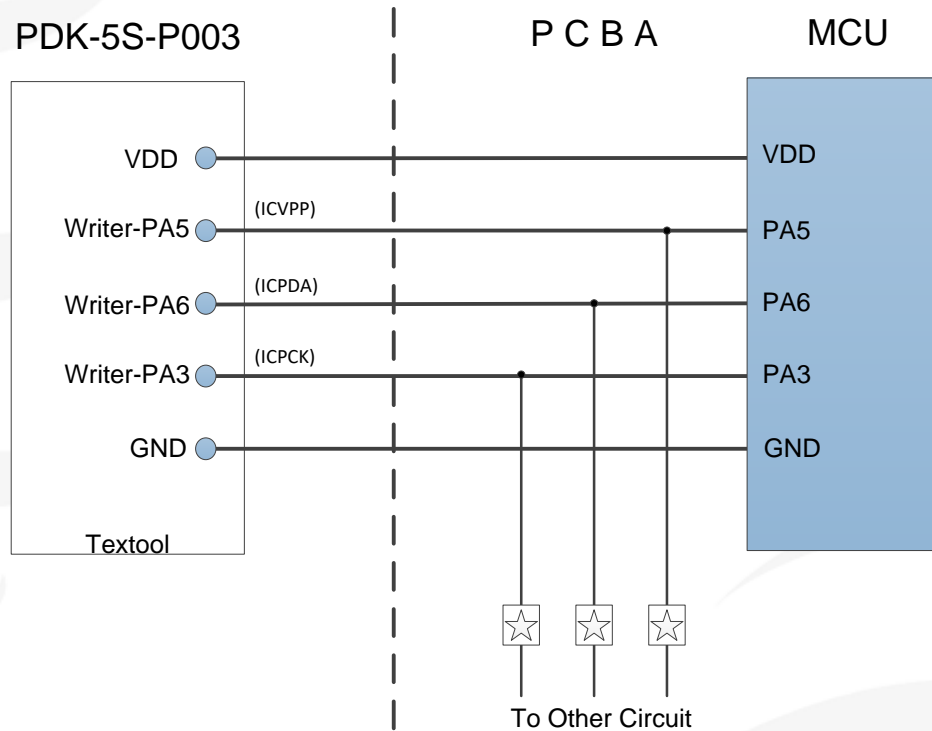 PDK-5S-P003
P C B A
MCU
VDD
VDD
Writer-PA5
(ICVPP)
PA5
Writer-PA6
(ICPDA)
PA6
Writer-PA3
(ICPCK)
PA3
GND
GND
Textool
To Other Circuit